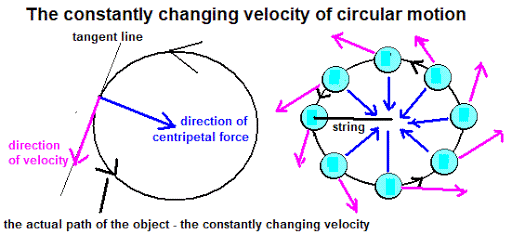 The constantly changing velocity of circular motion
tangent line
direction of
centripetal force
direction
of velocity
string
the actual path of the object - the constantly changing velocity